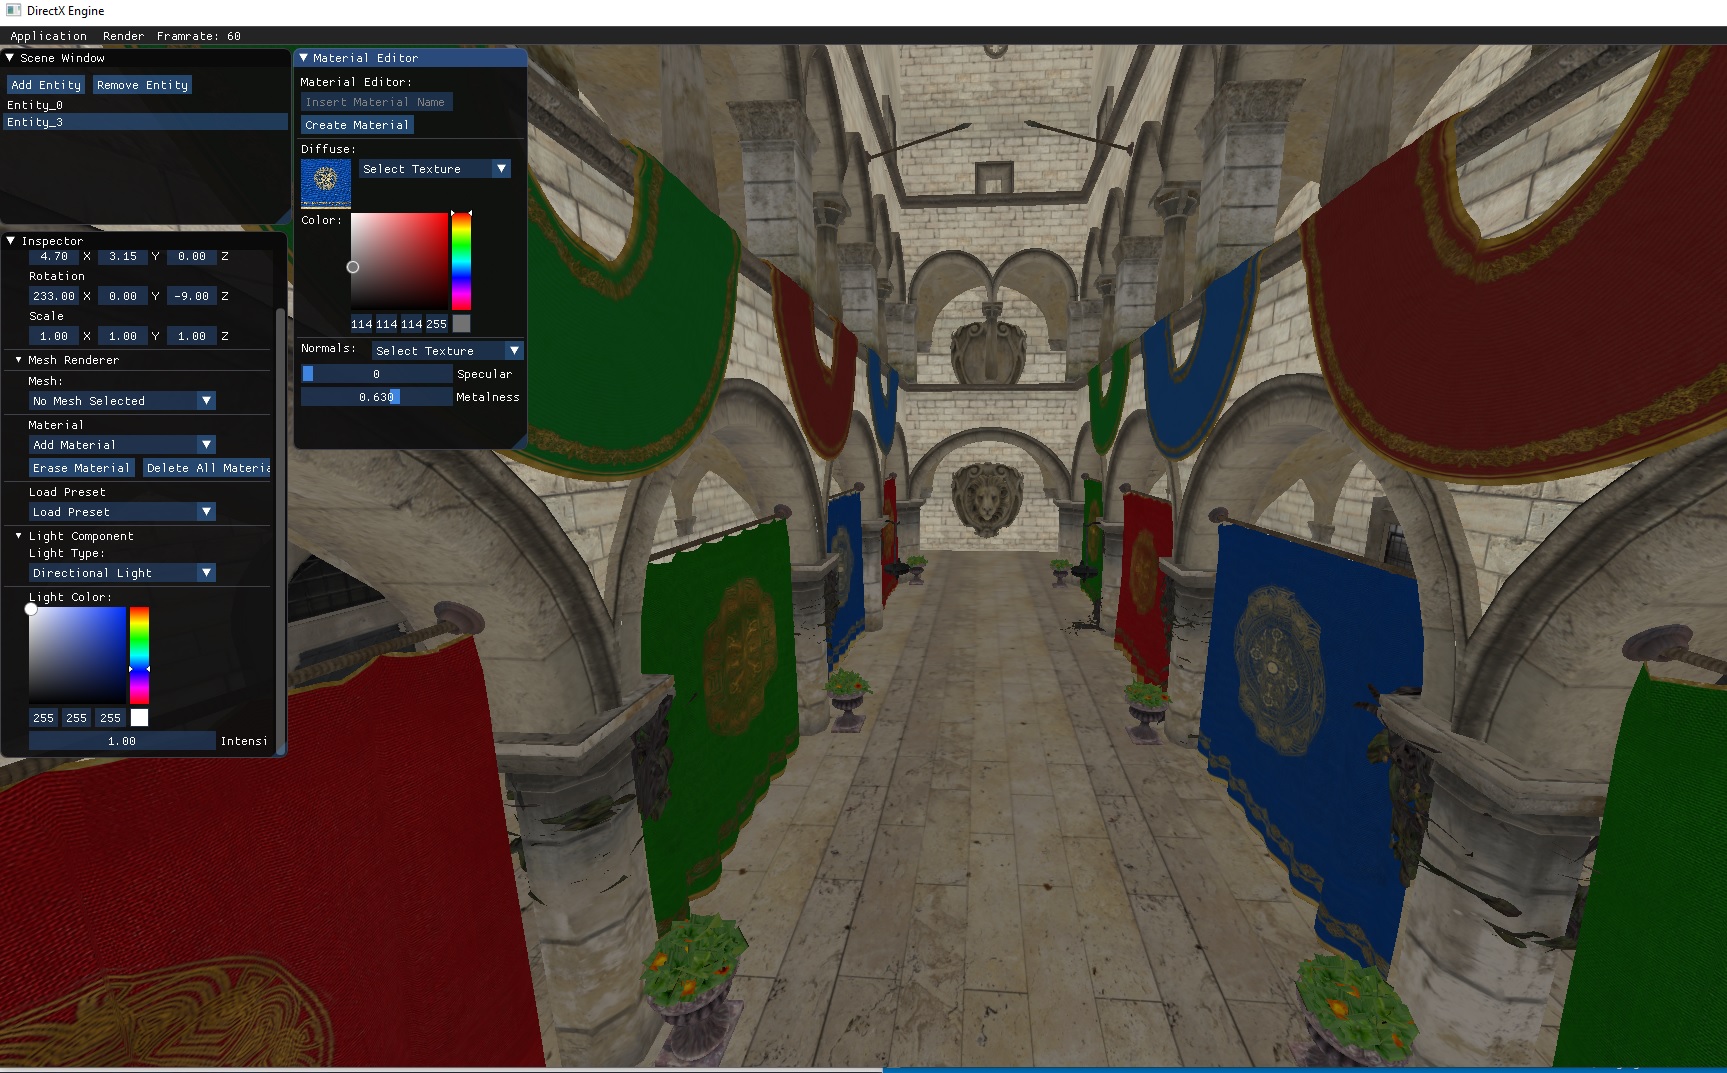 DirectX Engine
Application Render Framrate: 60
Scene Window
Add Entity Remove Entity
Entity_0
Entity_3
Inspector
4.70 X 3.15 Y 0.00 Z
Rotation
233.00 X 0.00 Y -9.00 Z
Scale
1.00 X 1.00 Y 1.00 Z
Mesh Renderer
Mesh:
No Mesh Selected
Material
Add Material
Erase Material Delete All Materia
Load Preset
Load Preset
Light Component
Light Type:
Directional Light
Light Color:
255 255 255
1.00 Intensi
Material Editor
Material Editor:
Insert Material Name
Create Material
Diffuse:
Select Texture
Color:
114 114 114 255
Normals: Select Texture
0 Specular
0.630 Metalness